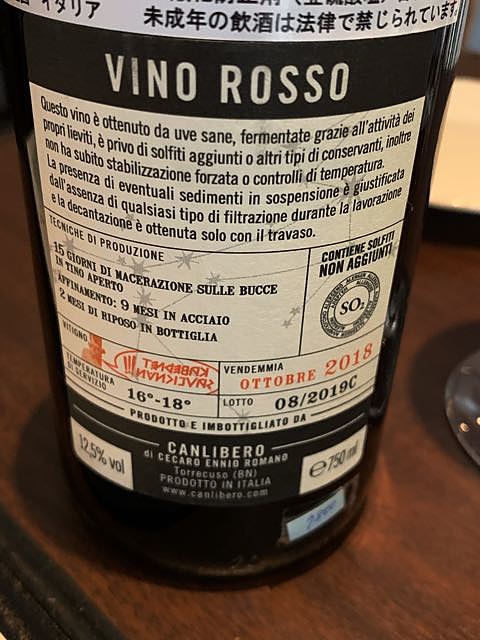 イタリア
未成年の飲酒は法律で禁じられています。
VINO ROSSO
Questo vino è ottenuto da uve sane, fermentate grazie all'attività dei
propri lieviti, è privo di solfiti aggiunti o altri tipi di conservanti, inoltre
non ha subito stabilizzazione forzata o controlli di temperatura.
La presenza di eventuali sedimenti in sospensione è giustificata
dall'assenza di qualsiasi tipo di filtrazione durante la lavorazione
e la decantazione è ottenuta solo con il travaso.
TECNICHE DI PRODUZIONE
15 GIORNI DI MACERAZIONE SULLE BUCCE
IN TINO APERTO
AFFINAMENTO: 9 MESI IN ACCIAIO
2 MESI DI RIPOSO IN BOTTIGLIA
CONTIENE SOLFITI
NON AGGIUNTI
SO₂
VITIGNO
TEMPERATURA
DI SERVIZIO
16°-18°
VENDEMMIA
OTTOBRE 2018
LOTTO
08/2019C
PRODOTTO E IMBOTTIGLIATO DA
12,5% vol
CANLIBERO
di CECARO ENNIO ROMANO
Torrecuso (BN)
PRODOTTO IN ITALIA
www.canlibero.com
e 750 ml